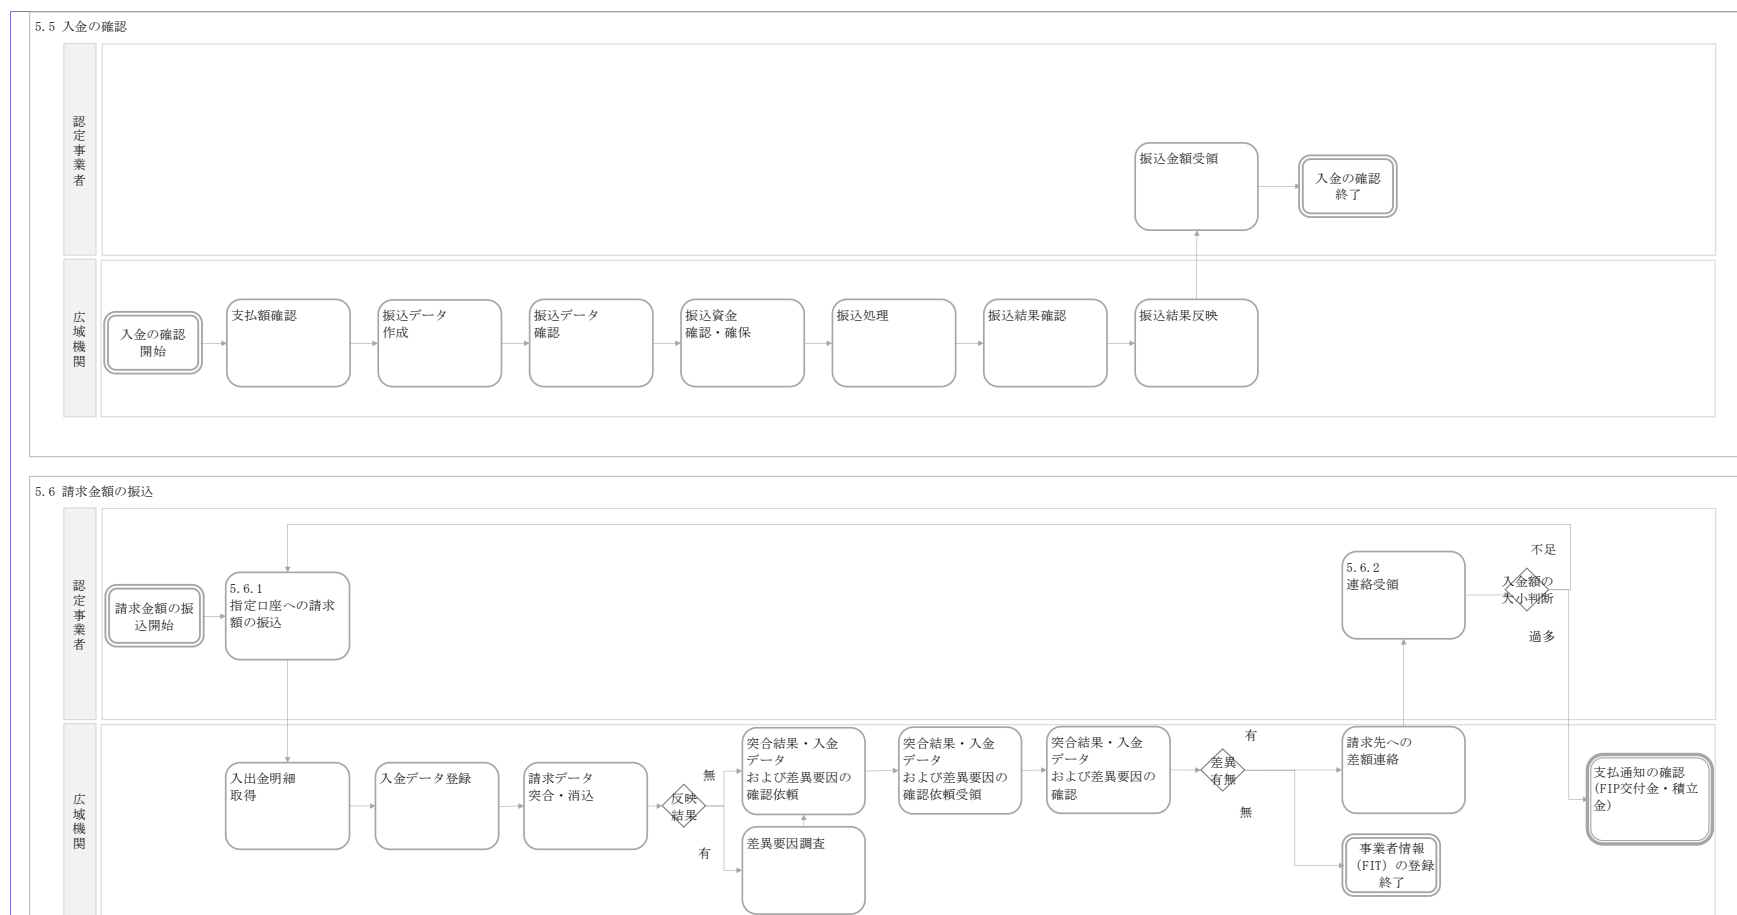 5.5 入金の確認
認定事業者
振込金額受領
入金の確認
終了
広域機関
入金の確認
開始
支払額確認
振込データ
作成
振込データ
確認
振込資金
確認・確保
振込処理
振込結果確認
振込結果反映
5.6 請求金額の振込
認定事業者
請求金額の振
込開始
5.6.1
指定口座への請求
額の振込
5.6.2
連絡受領
不足
入金額の
大小判断
過多
広域機関
入出金明細
取得
入金データ登録
請求データ
突合・消込
反映
結果
無
有
突合結果・入金
データ
および差異要因の
確認依頼
差異要因調査
突合結果・入金
データ
および差異要因の
確認依頼受領
突合結果・入金
データ
および差異要因の
確認
差異
有無
有
無
請求先への
差額連絡
事業者情報
(FIT)の登録
終了
支払通知の確認
(FIP交付金・積立
金)